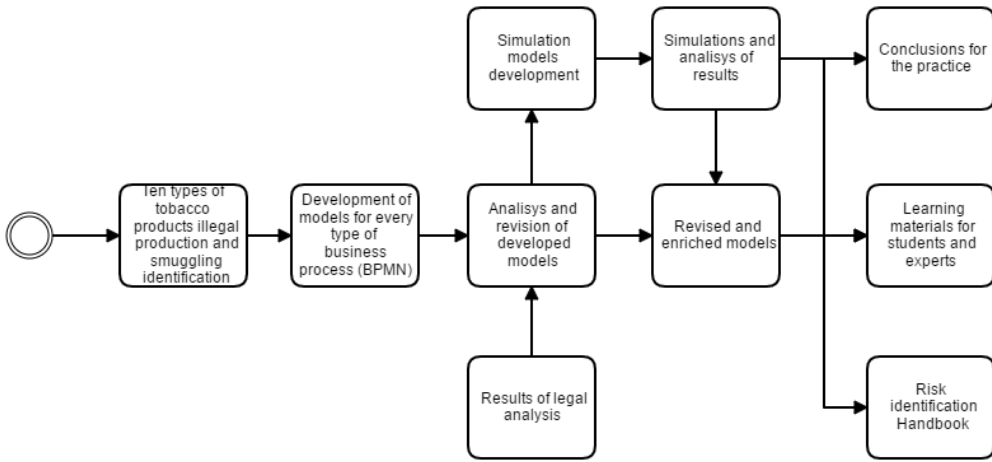 Simulation
models
development
Simulations and
analisys of
results
Conclusions for
the practice
Ten types of
tobacco
products illegal
production and
smuggling
identification
Development of
models for every
type of
business
process (BPMN)
Analisys and
revision of
developed
models
Revised and
enriched models
Learning
materials for
students and
experts
Results of legal
analysis
Risk
identification
Handbook